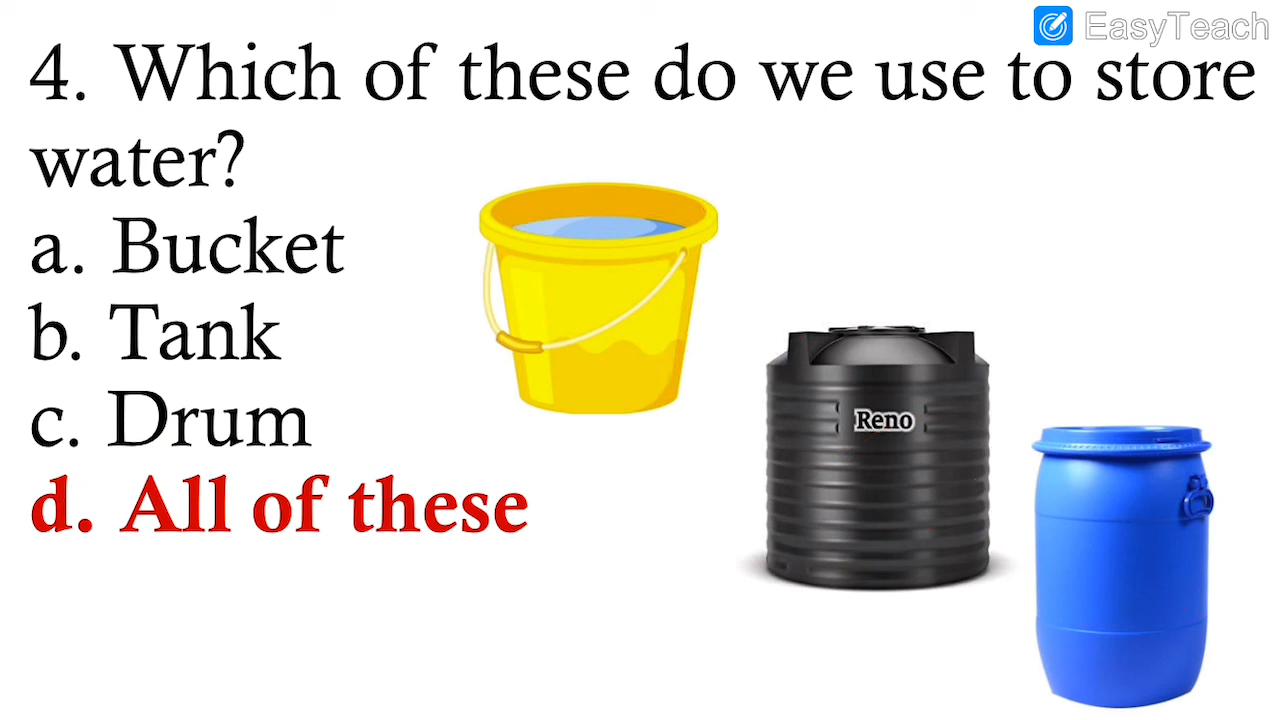 EasyTeach
4. Which of these do we use to store
water?
a. Bucket
b. Tank
c. Drum
d. All of these
Reno